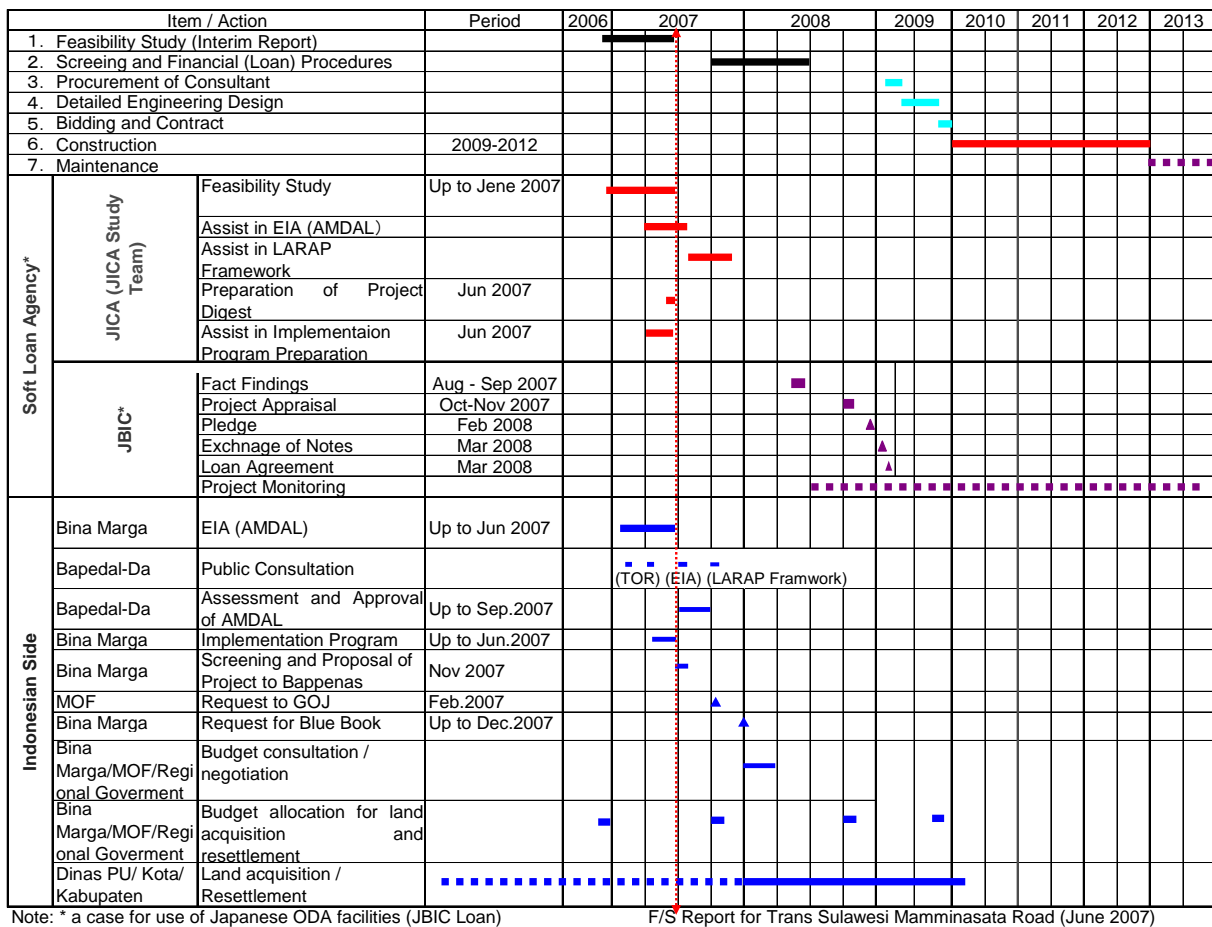 Item / Action Period 2006 2007 2008 2009 2010 2011 2012 2013
1. Feasibility Study (Interim Report)
2. Screeing and Financial (Loan) Procedures
3. Procurement of Consultant
4. Detailed Engineering Design
5. Bidding and Contract
6. Construction 2009-2012
7. Maintenance
Soft Loan Agency*
JICA (JICA Study
Team)
Feasibility Study Up to Jene 2007
Assist in EIA (AMDAL)
Assist in LARAP
Framework
Preparation of Project Jun 2007
Digest
Assist in Implementaion Jun 2007
Program Preparation
JBIC*
Fact Findings Aug - Sep 2007
Project Appraisal Oct-Nov 2007
Pledge Feb 2008
Exchnage of Notes Mar 2008
Loan Agreement Mar 2008
Project Monitoring
Indonesian Side
Bina Marga EIA (AMDAL) Up to Jun 2007
Bapedal-Da Public Consultation
(TOR) (EIA) (LARAP Framwork)
Bapedal-Da Assessment and Approval Up to Sep.2007
of AMDAL
Bina Marga Implementation Program Up to Jun.2007
Bina Marga Screening and Proposal of Nov 2007
Project to Bappenas
MOF Request to GOJ Feb.2007
Bina Marga Request for Blue Book Up to Dec.2007
Bina Budget consultation /
Marga/MOF/Regi negotiation
onal Goverment
Bina Budget allocation for land
Marga/MOF/Regi acquisition and
onal Goverment resettlement
Dinas PU/ Kota/ Land acquisition /
Kabupaten Resettlement
Note: * a case for use of Japanese ODA facilities (JBIC Loan) F/S Report for Trans Sulawesi Mamminasata Road (June 2007)